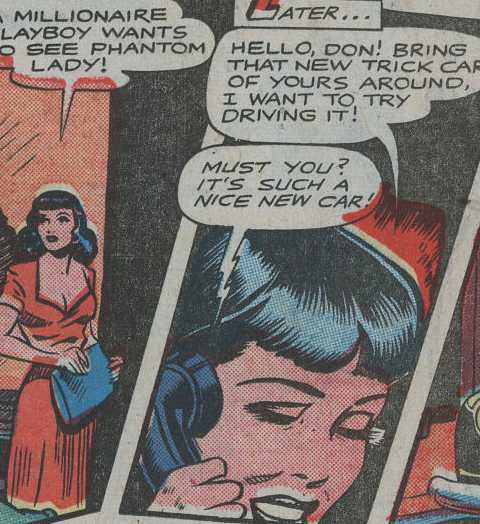 A MILLIONAIRE
LAYBOY WANTS
O SEE PHANTOM
LADY!
LATER...
HELLO, DON! BRING
THAT NEW TRICK CAR
OF YOURS AROUND,
I WANT TO TRY
DRIVING IT!
MUST YOU?
IT'S SUCH A
NICE NEW CAR!